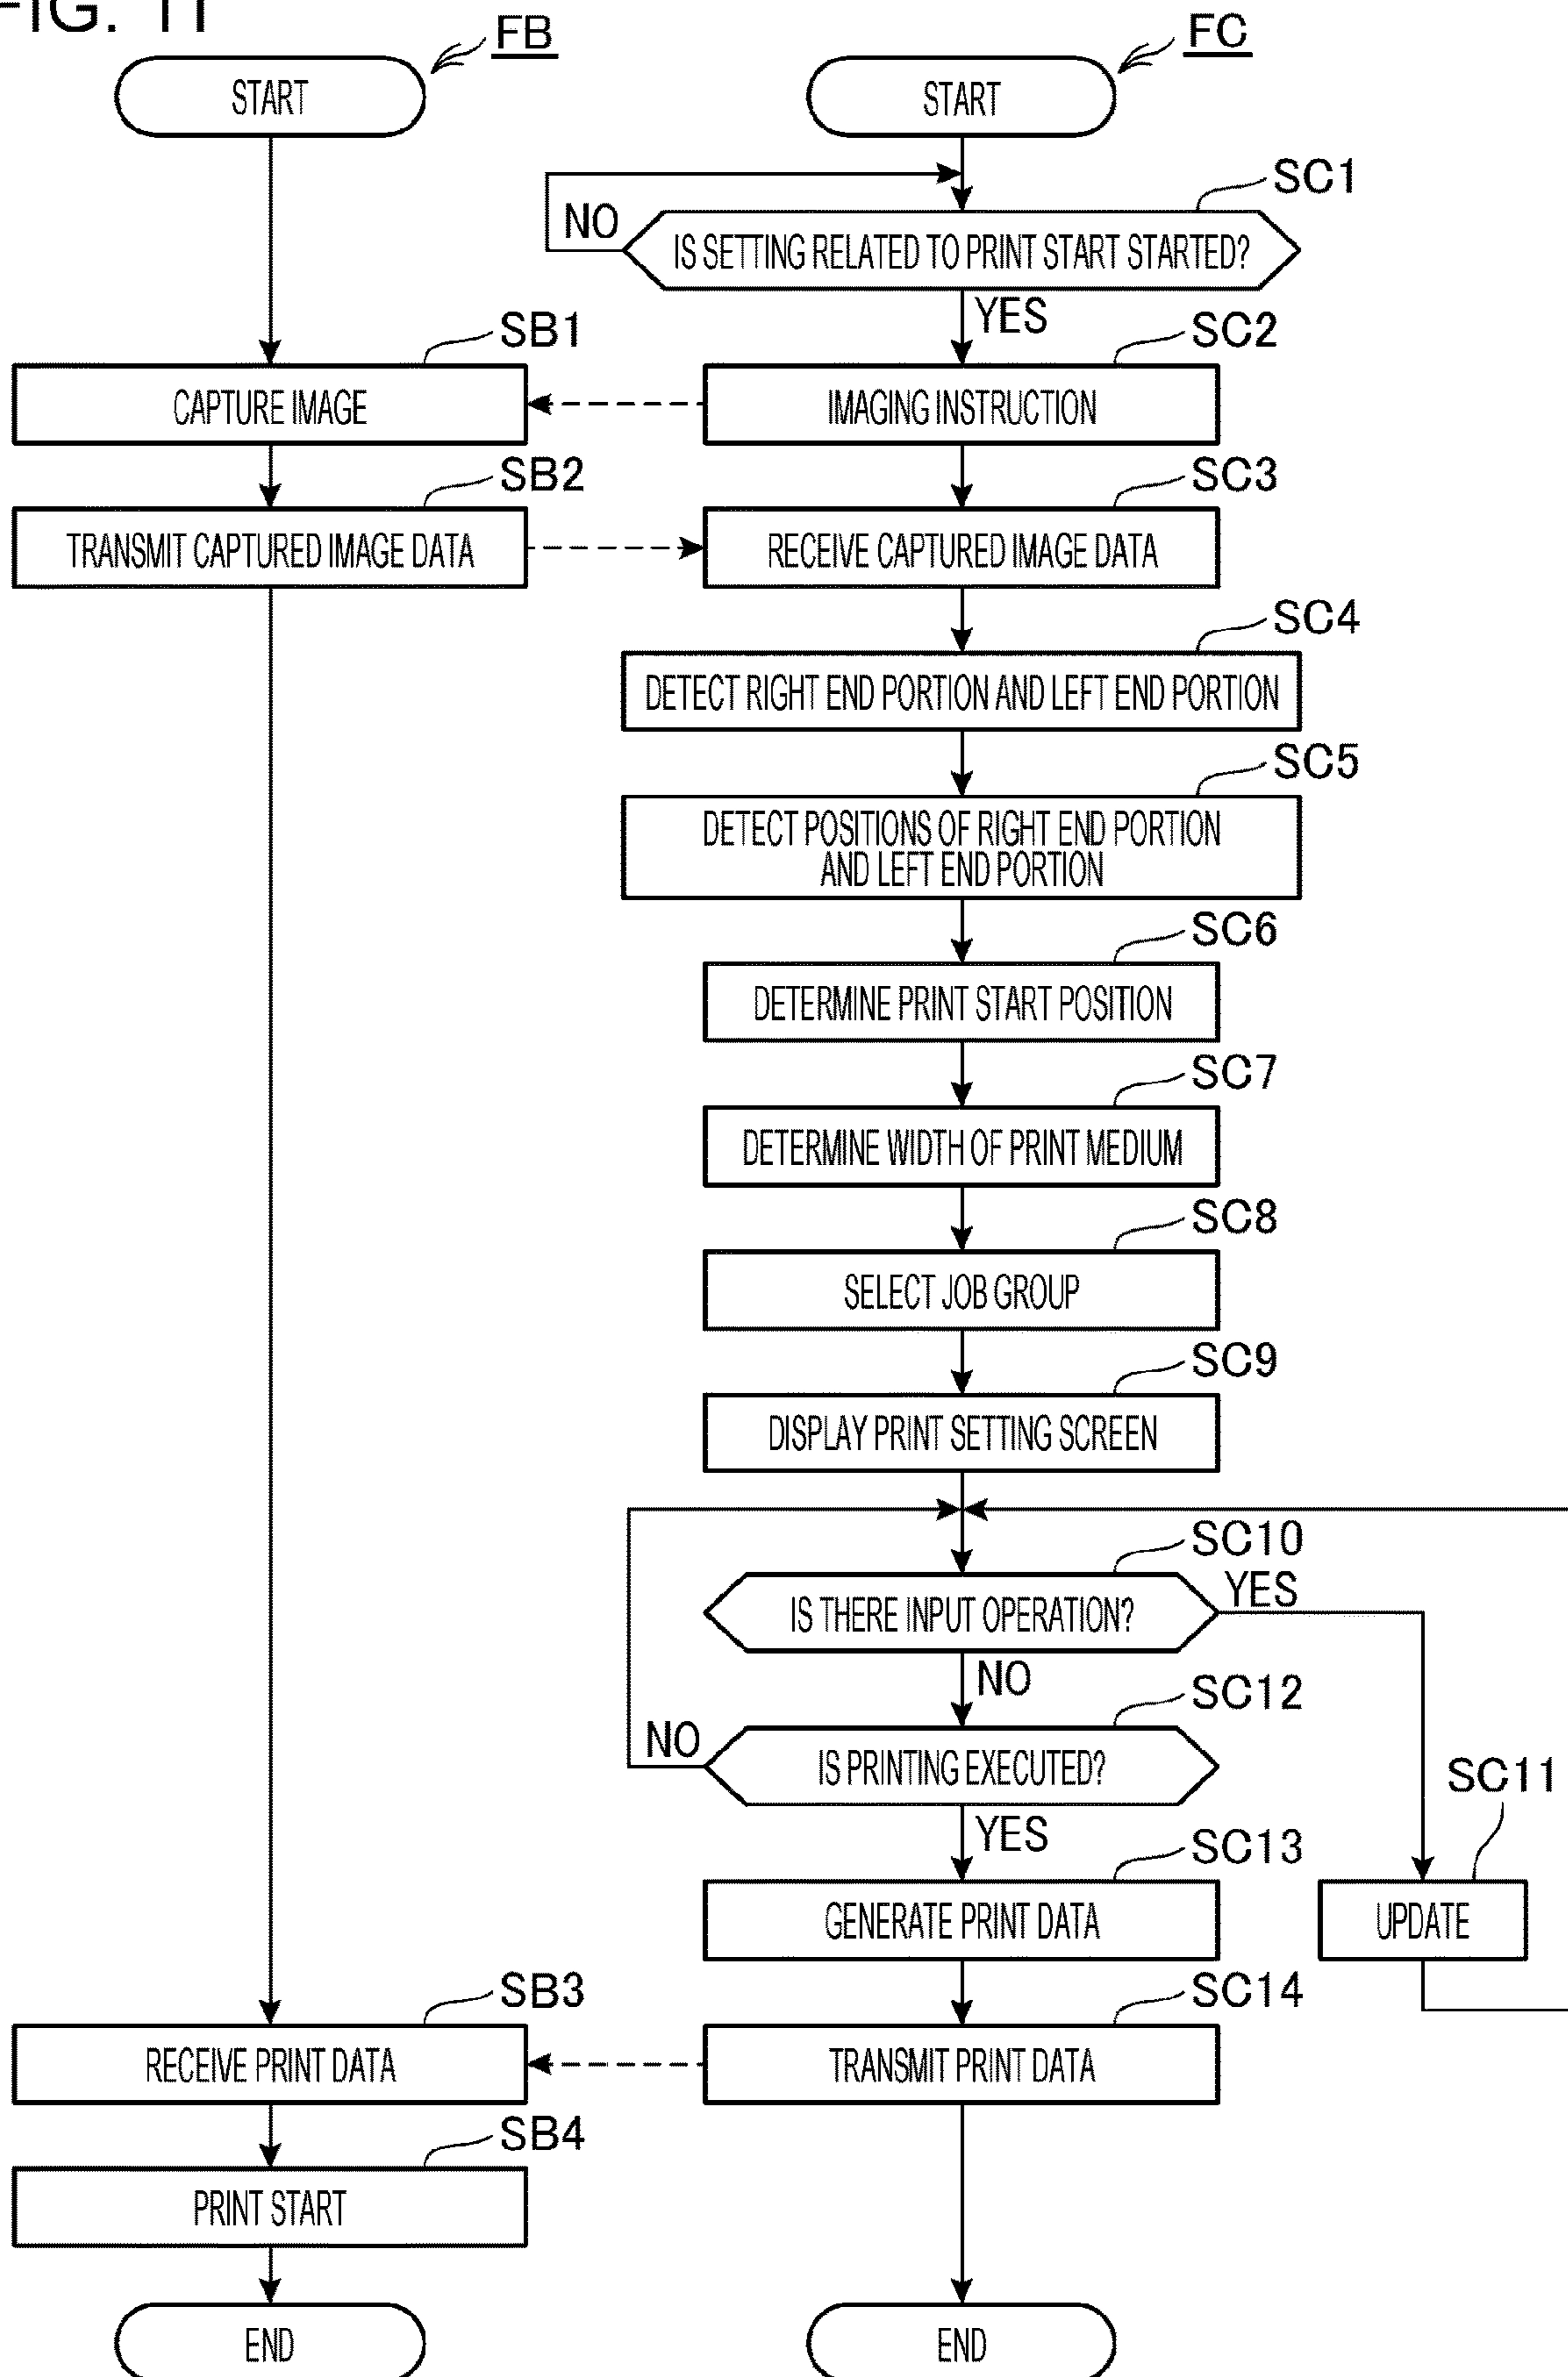 FIG. 11
FB
FC
START
START
SC1
NO
IS SETTING RELATED TO PRINT START STARTED?
YES
SB1
SC2
CAPTURE IMAGE
IMAGING INSTRUCTION
SB2
SC3
TRANSMIT CAPTURED IMAGE DATA
RECEIVE CAPTURED IMAGE DATA
SC4
DETECT RIGHT END PORTION AND LEFT END PORTION
SC5
DETECT POSITIONS OF RIGHT END PORTION
AND LEFT END PORTION
SC6
DETERMINE PRINT START POSITION
SC7
DETERMINE WIDTH OF PRINT MEDIUM
SC8
SELECT JOB GROUP
SC9
DISPLAY PRINT SETTING SCREEN
SC10
IS THERE INPUT OPERATION?
YES
NO
SC12
NO
IS PRINTING EXECUTED?
SC11
YES
SC13
GENERATE PRINT DATA
UPDATE
SB3
SC14
RECEIVE PRINT DATA
TRANSMIT PRINT DATA
SB4
PRINT START
END
END